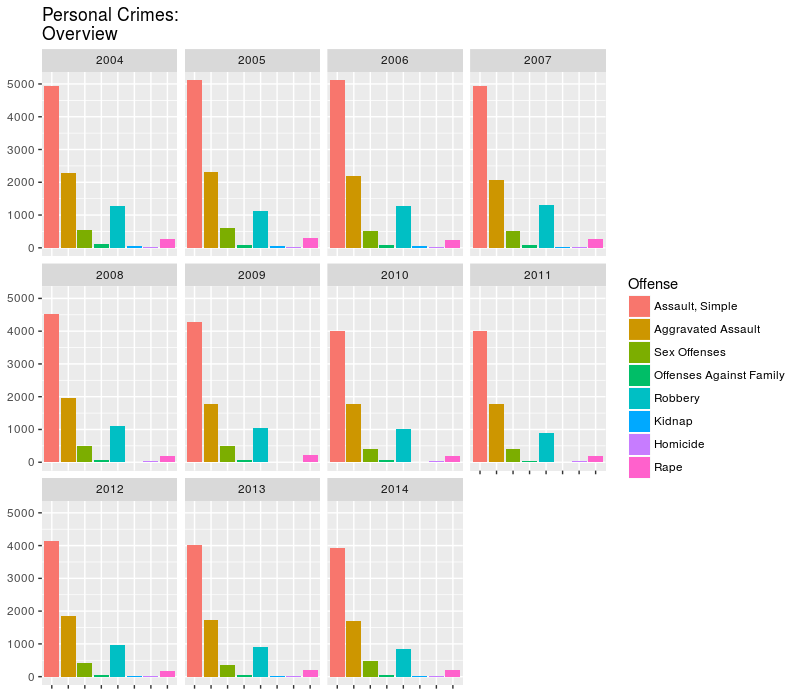 Personal Crimes:
Overview
2004 2005 2006 2007
5000
4000
3000
2000
1000
0
2008 2009 2010 2011
5000
4000
3000
2000
1000
0
2012 2013 2014
5000
4000
3000
2000
1000
0
Offense
Assault, Simple
Aggravated Assault
Sex Offenses
Offenses Against Family
Robbery
Kidnap
Homicide
Rape